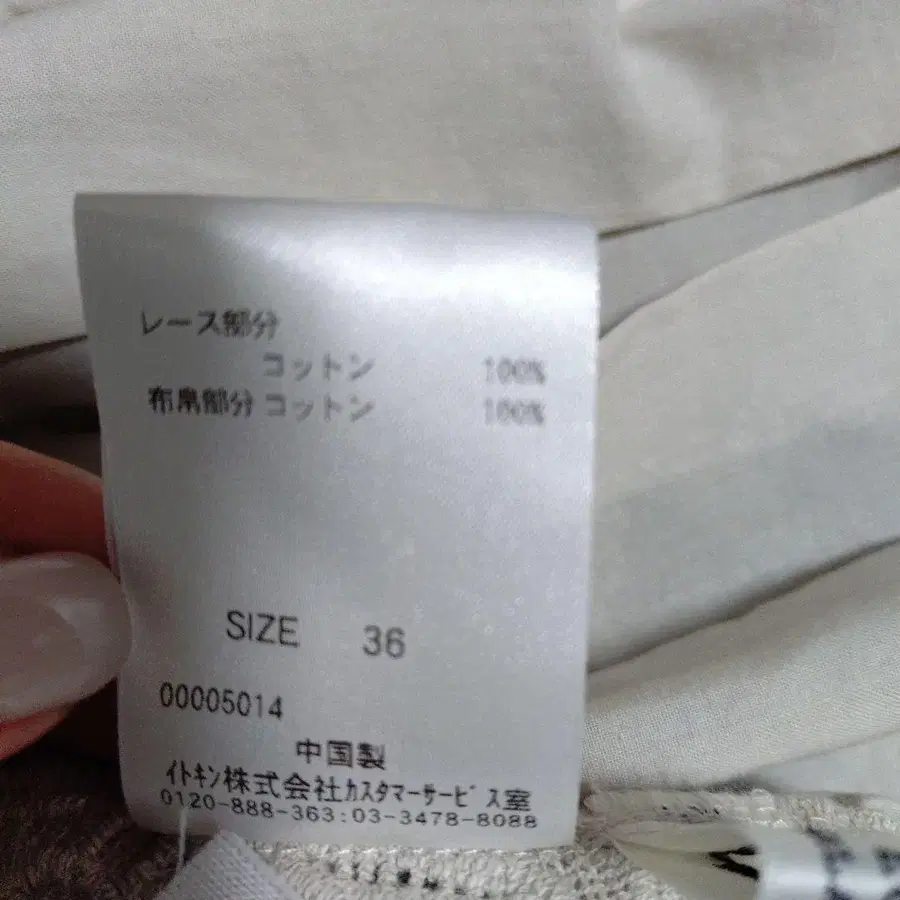 レース部分
コットン 100%
布帛部分 コットン 100%
SIZE 36
00005014
中国製
イトキン株式会社カスタマーサービス室
0120-888-363:03-3478-8088